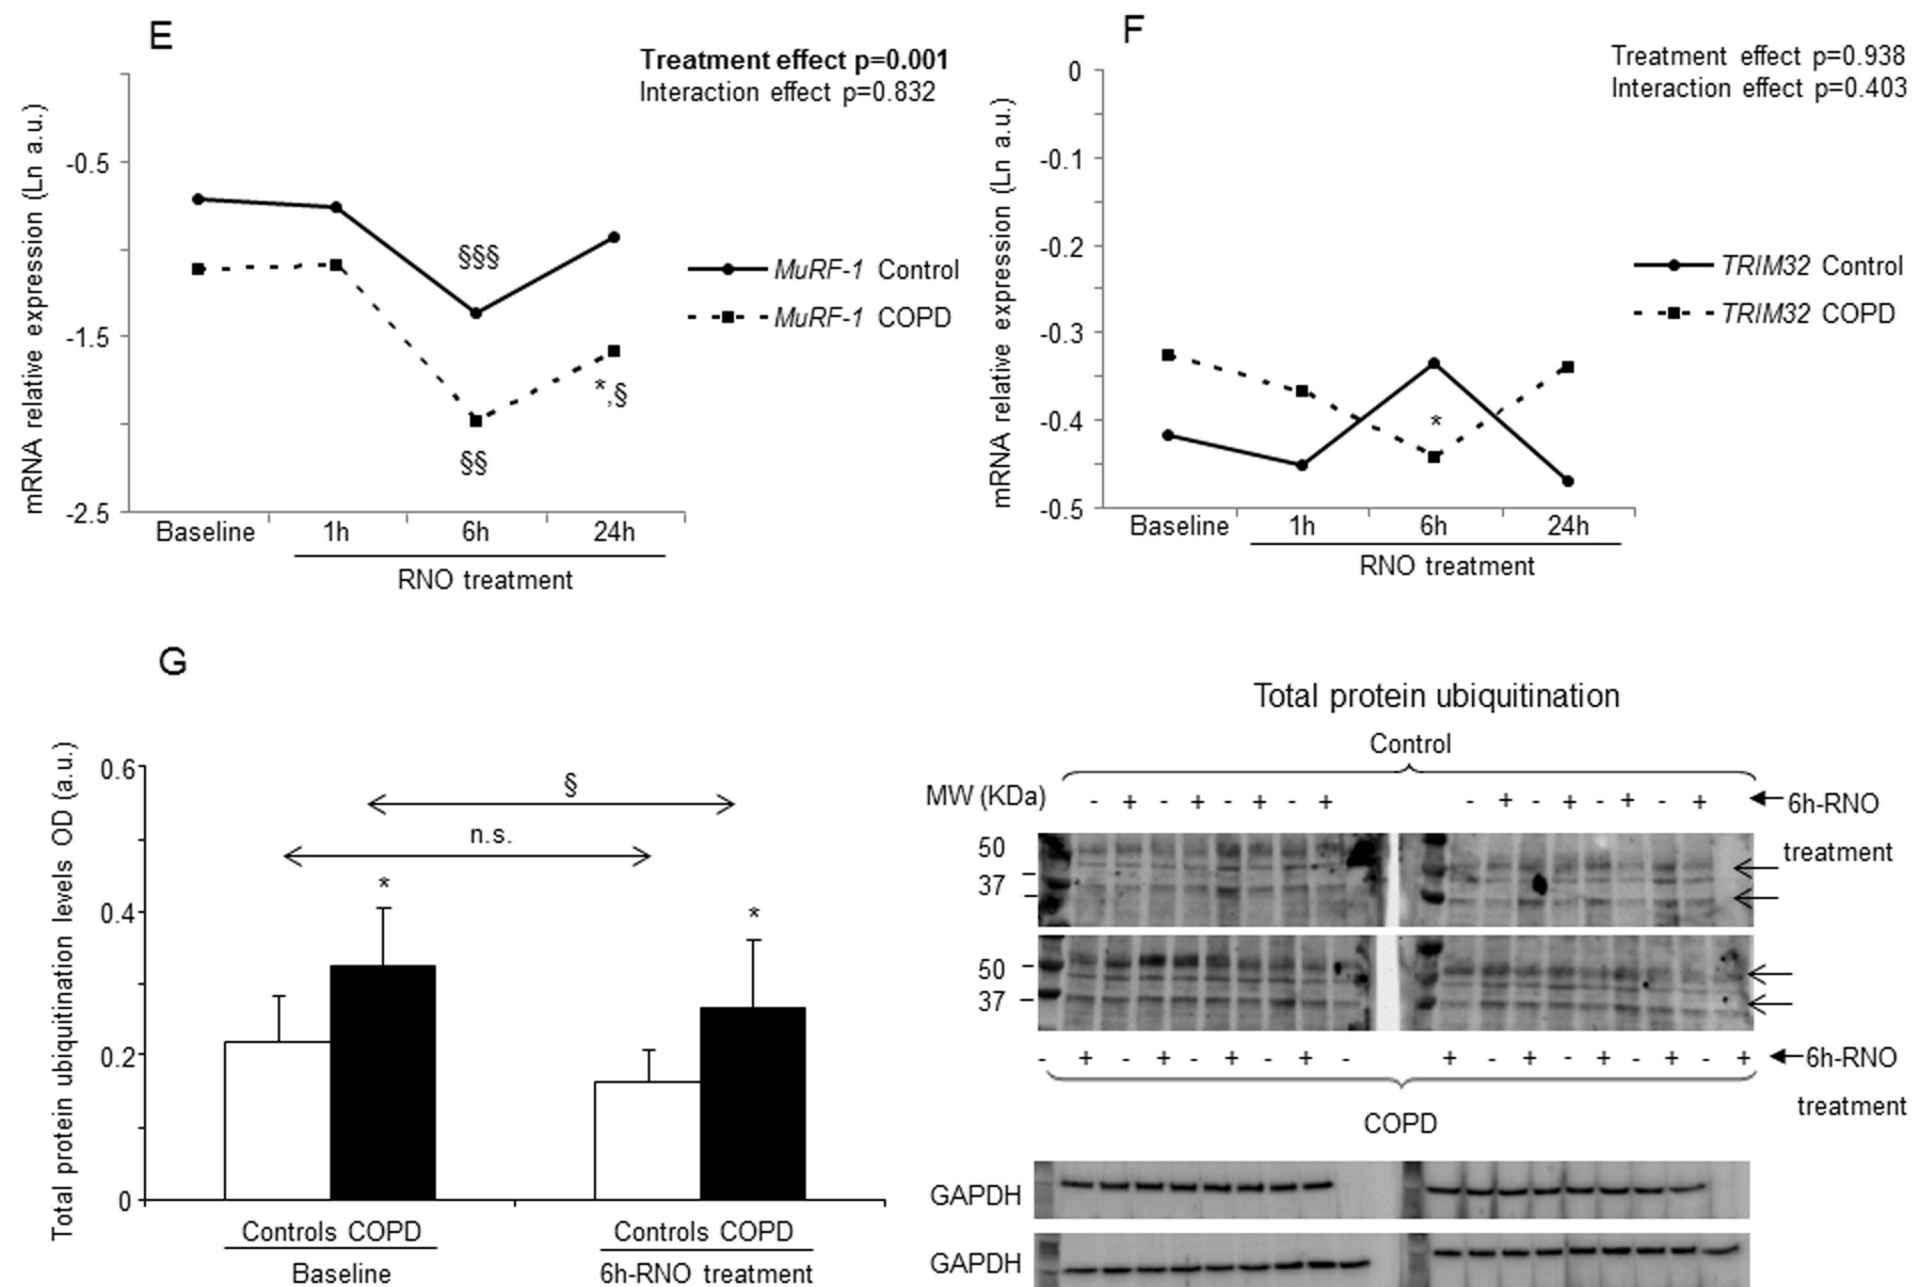 E
Treatment effect p=0.001
Interaction effect p=0.832
mRNA relative expression (Ln a.u.)
-0.5
-1.5
-2.5
§§§
§§
*,§
MuRF-1 Control
MuRF-1 COPD
Baseline 1h 6h 24h
RNO treatment
F
Treatment effect p=0.938
Interaction effect p=0.403
mRNA relative expression (Ln a.u.)
0
-0.1
-0.2
-0.3
-0.4
-0.5
*
TRIM32 Control
TRIM32 COPD
Baseline 1h 6h 24h
RNO treatment
G
Total protein ubiquitination levels OD (a.u.)
0.6
0.4
0.2
0
§
n.s.
*
*
Controls COPD Controls COPD
Baseline 6h-RNO treatment
Total protein ubiquitination
Control
MW (KDa) - + - + - + - + - + - + - + - + 6h-RNO
treatment
50
37
50
37
- + - + - + - + - + - + - + - + - + 6h-RNO
treatment
COPD
GAPDH
GAPDH